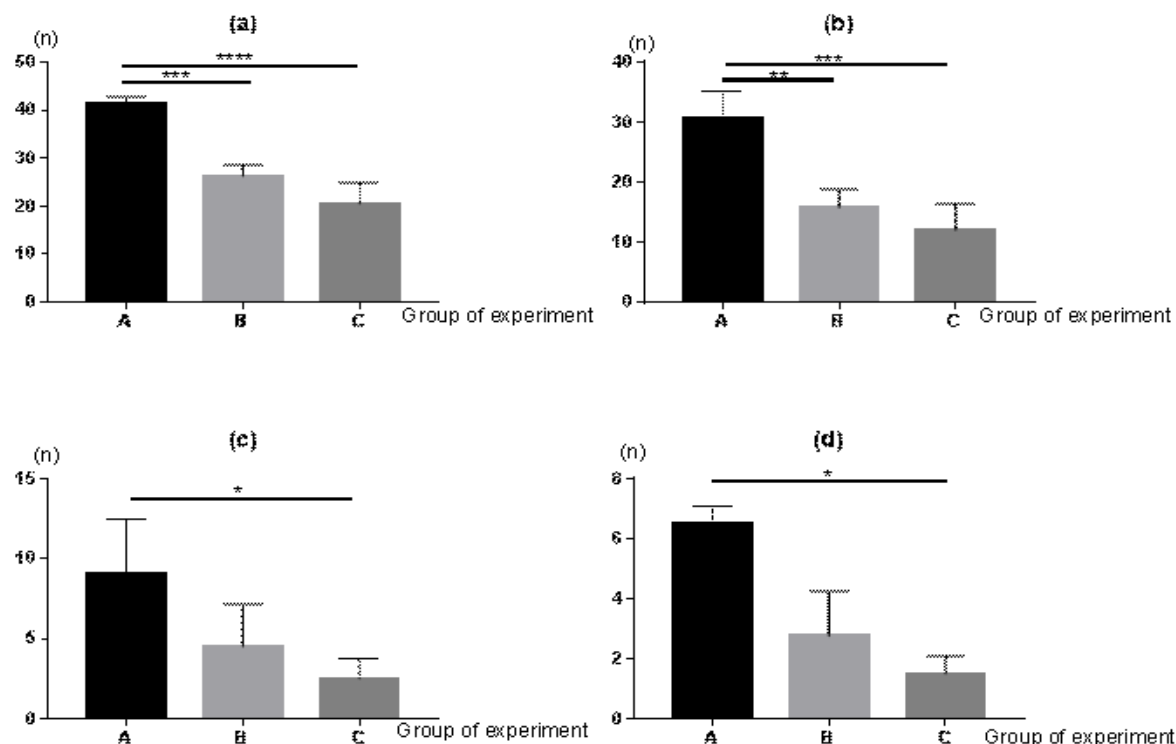 (a)
(n)
50
40
30
20
10
0
****
***
A B C
Group of experiment
(b)
(n)
40
30
20
10
0
***
**
A B C
Group of experiment
(c)
(n)
15
10
5
0
*
A B C
Group of experiment
(d)
(n)
8
6
4
2
0
*
A B C
Group of experiment